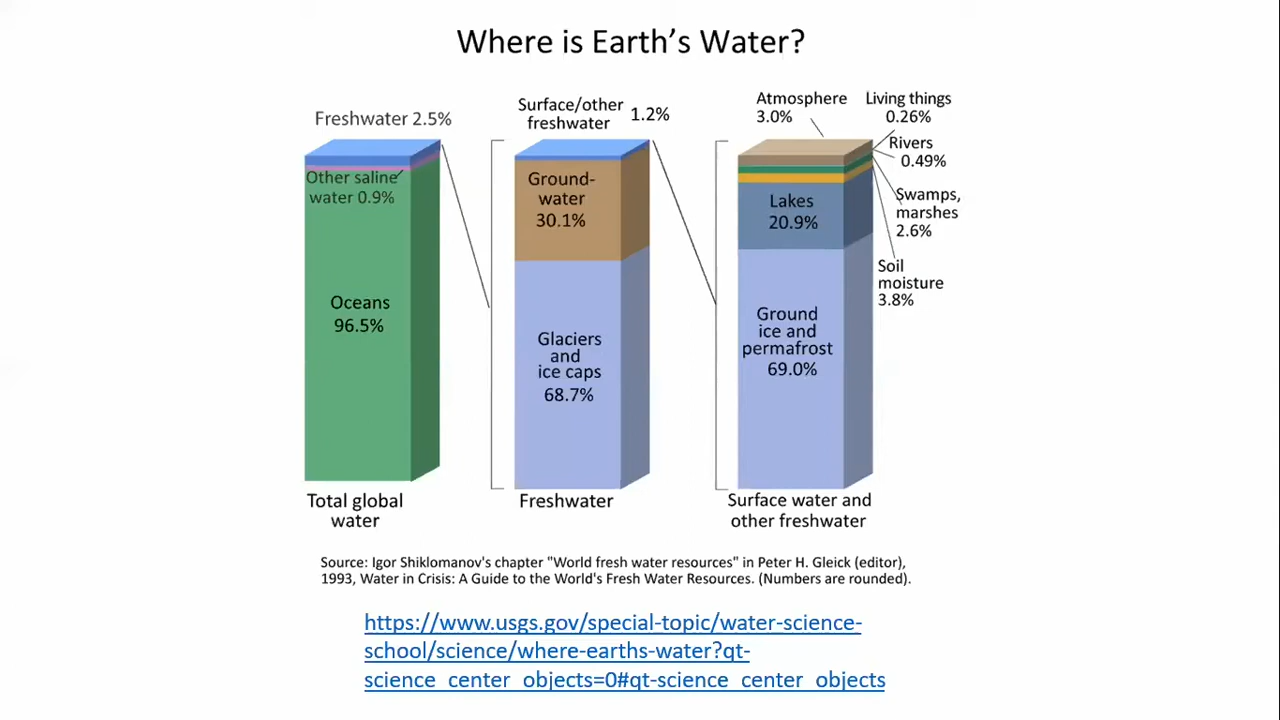 Where is Earth's Water?
Freshwater 2.5%
Other saline
water 0.9%
Oceans
96.5%
Total global
water
Surface/other
freshwater 1.2%
Ground-
water
30.1%
Glaciers
and
ice caps
68.7%
Freshwater
Atmosphere
3.0%
Living things
0.26%
Rivers
0.49%
Swamps,
marshes
2.6%
Soil
moisture
3.8%
Lakes
20.9%
Ground
ice and
permafrost
69.0%
Surface water and
other freshwater
Source: Igor Shiklomanov's chapter "World fresh water resources" in Peter H. Gleick (editor),
1993, Water in Crisis: A Guide to the World's Fresh Water Resources. (Numbers are rounded).
https://www.usgs.gov/special-topic/water-science-
school/science/where-earths-water?qt-
science_center_objects=0#qt-science_center_objects